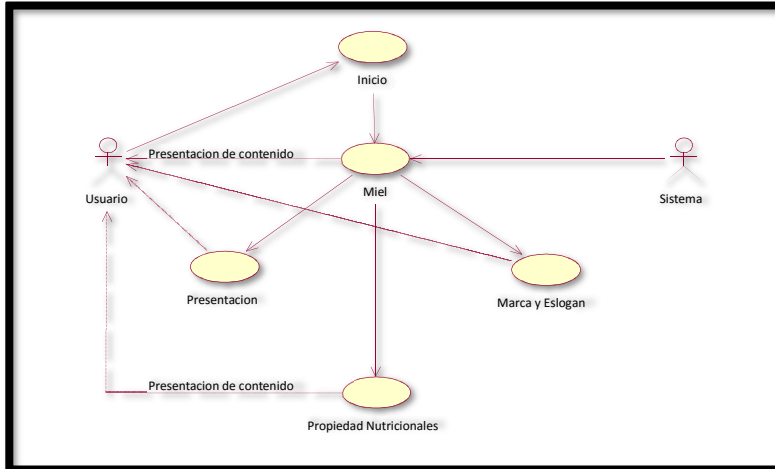 Inicio
Presentacion de contenido
Miel
Usuario
Sistema
Presentacion
Marca y Eslogan
Presentacion de contenido
Propiedad Nutricionales